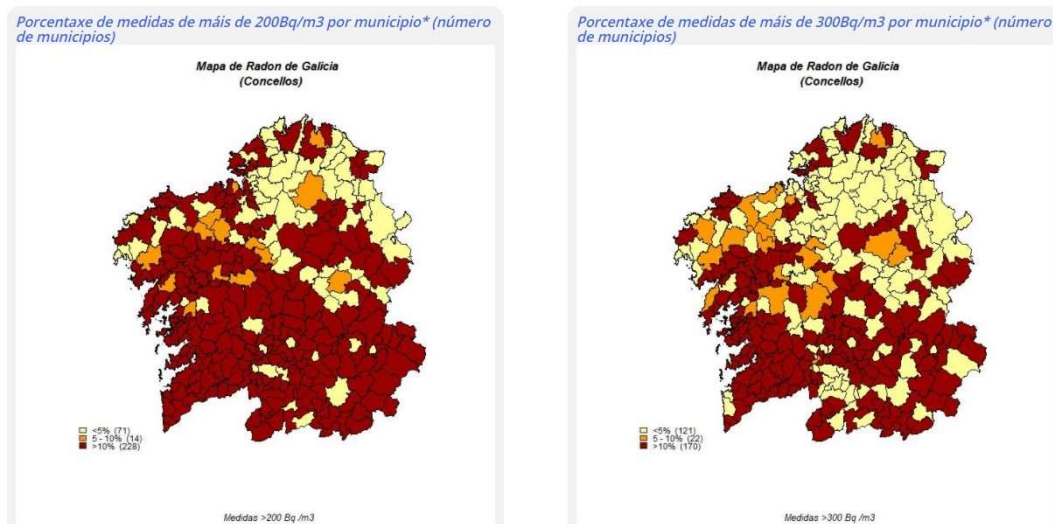 Porcentaxe de medidas de máis de 200Bq/m3 por municipio* (número
de municipios)
Mapa de Radon de Galicia
(Concellos)
<5% (71)
5 - 10% (14)
>10% (228)
Medidas >200 Bq /m3
Porcentaxe de medidas de máis de 300Bq/m3 por municipio* (número
de municipios)
Mapa de Radon de Galicia
(Concellos)
<5% (121)
5 - 10% (22)
>10% (170)
Medidas >300 Bq /m3